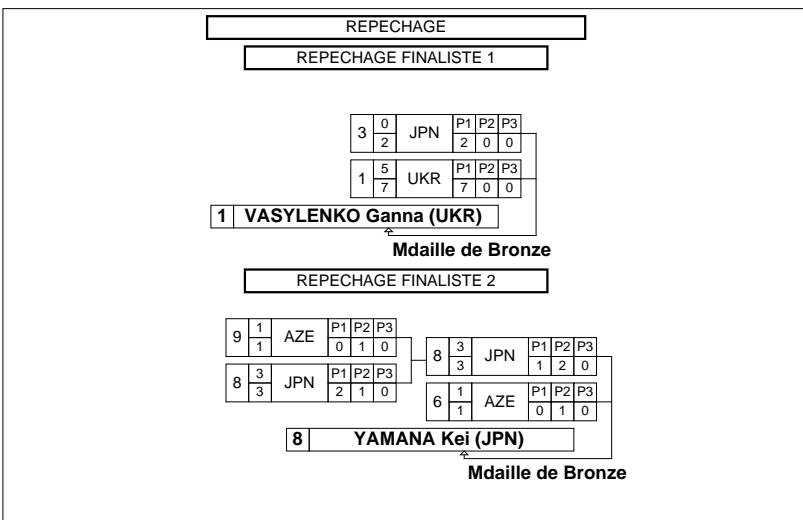 REPECHAGE
REPECHAGE FINALISTE 1
3 0 JPN P1 P2 P3
2 2 0 0
1 5 UKR P1 P2 P3
7 7 0 0
1 VASYLENKO Ganna (UKR)
Mdaille de Bronze
REPECHAGE FINALISTE 2
9 1 AZE P1 P2 P3
1 0 1 0
8 3 JPN P1 P2 P3
3 1 2 0
8 3 JPN P1 P2 P3
3 2 1 0
6 1 AZE P1 P2 P3
1 0 1 0
8 YAMANA Kei (JPN)
Mdaille de Bronze